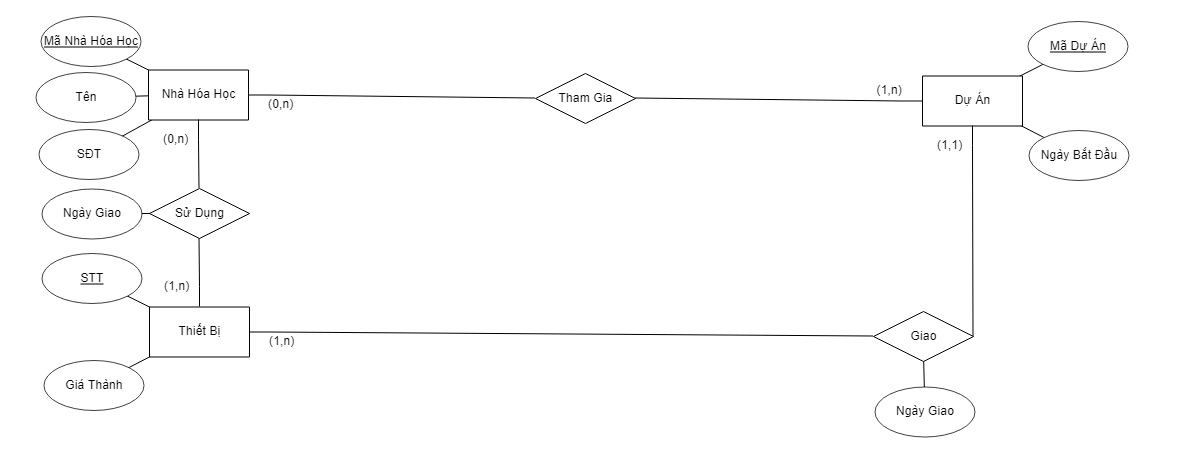 Mã Nhà Hóa Học
Mã Dự Án
Tên
Nhà Hóa Học
(0,n)
Tham Gia
(1,n)
Dự Án
SĐT
(0,n)
(1,1)
Ngày Bắt Đầu
Ngày Giao
Sử Dụng
STT
(1,n)
Thiết Bị
(1,n)
Giao
Giá Thành
Ngày Giao